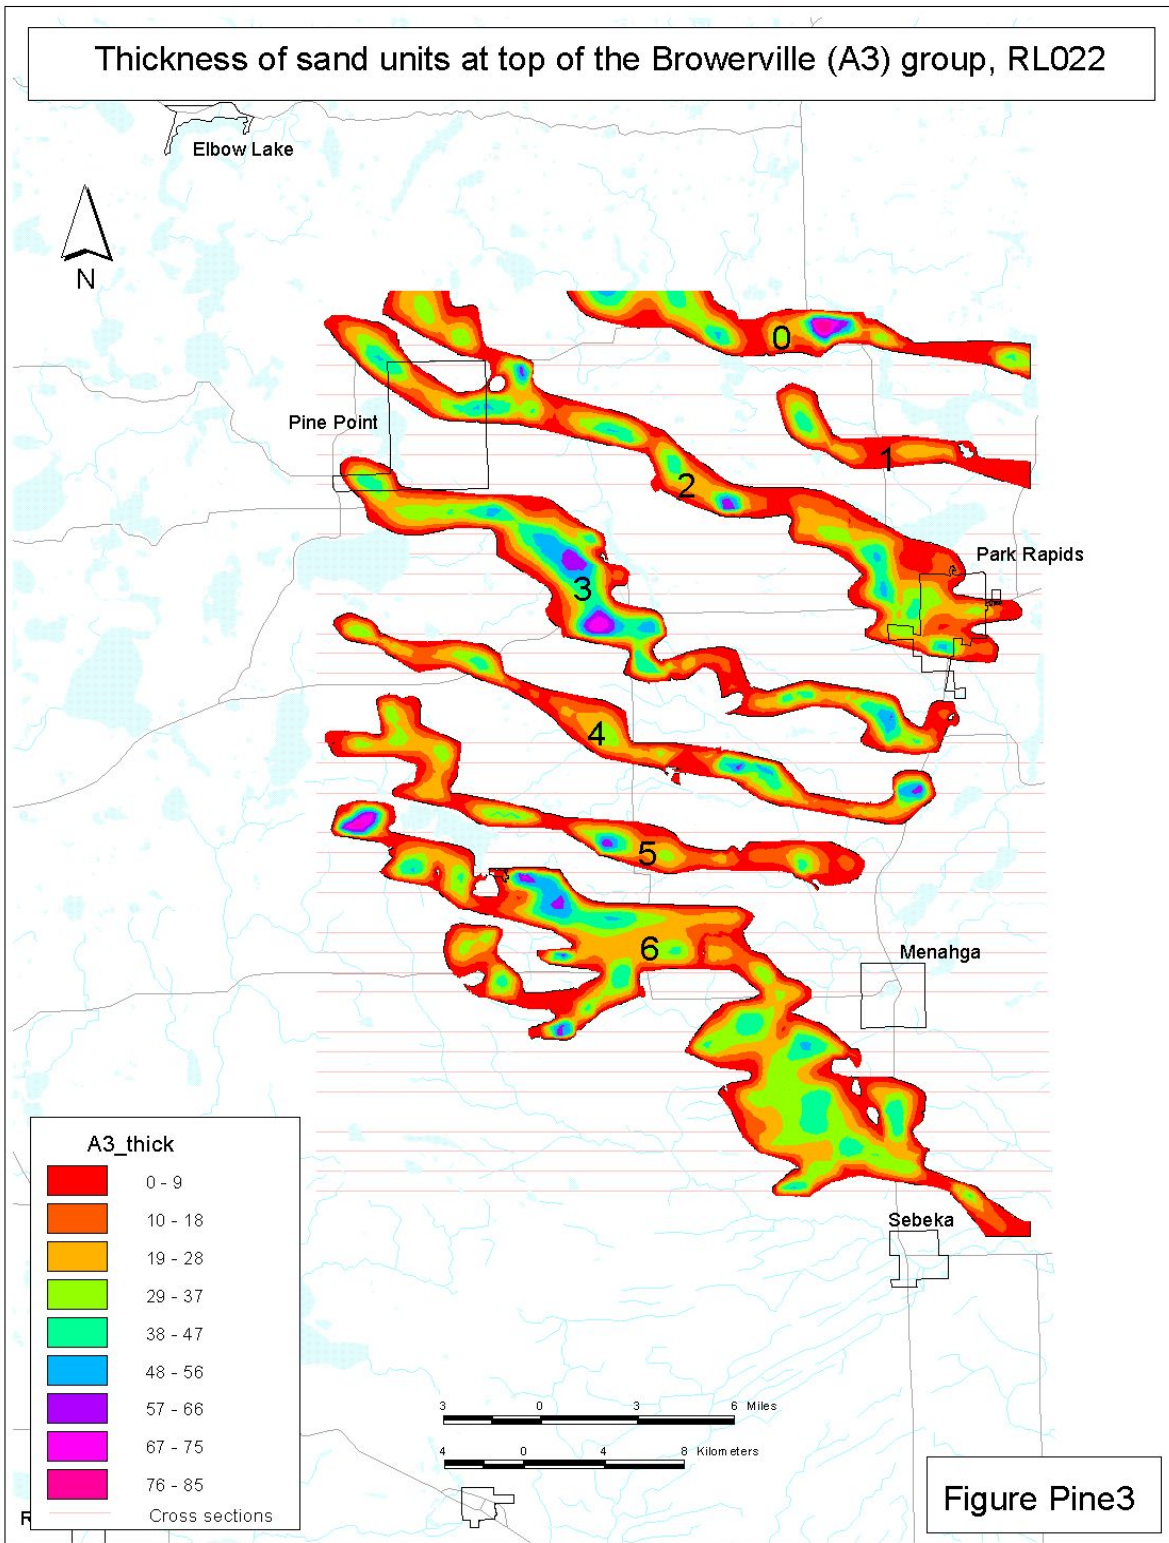 Thickness of sand units at top of the Browerville (A3) group, RL022
Elbow Lake
N
0
Pine Point
1
2
Park Rapids
3
4
5
6
Menahga
Sebeka
A3_thick
0 - 9
10 - 18
19 - 28
29 - 37
38 - 47
48 - 56
57 - 66
67 - 75
76 - 85
Cross sections
3 0 3 6 Miles
4 0 4 8 Kilometers
Figure Pine3